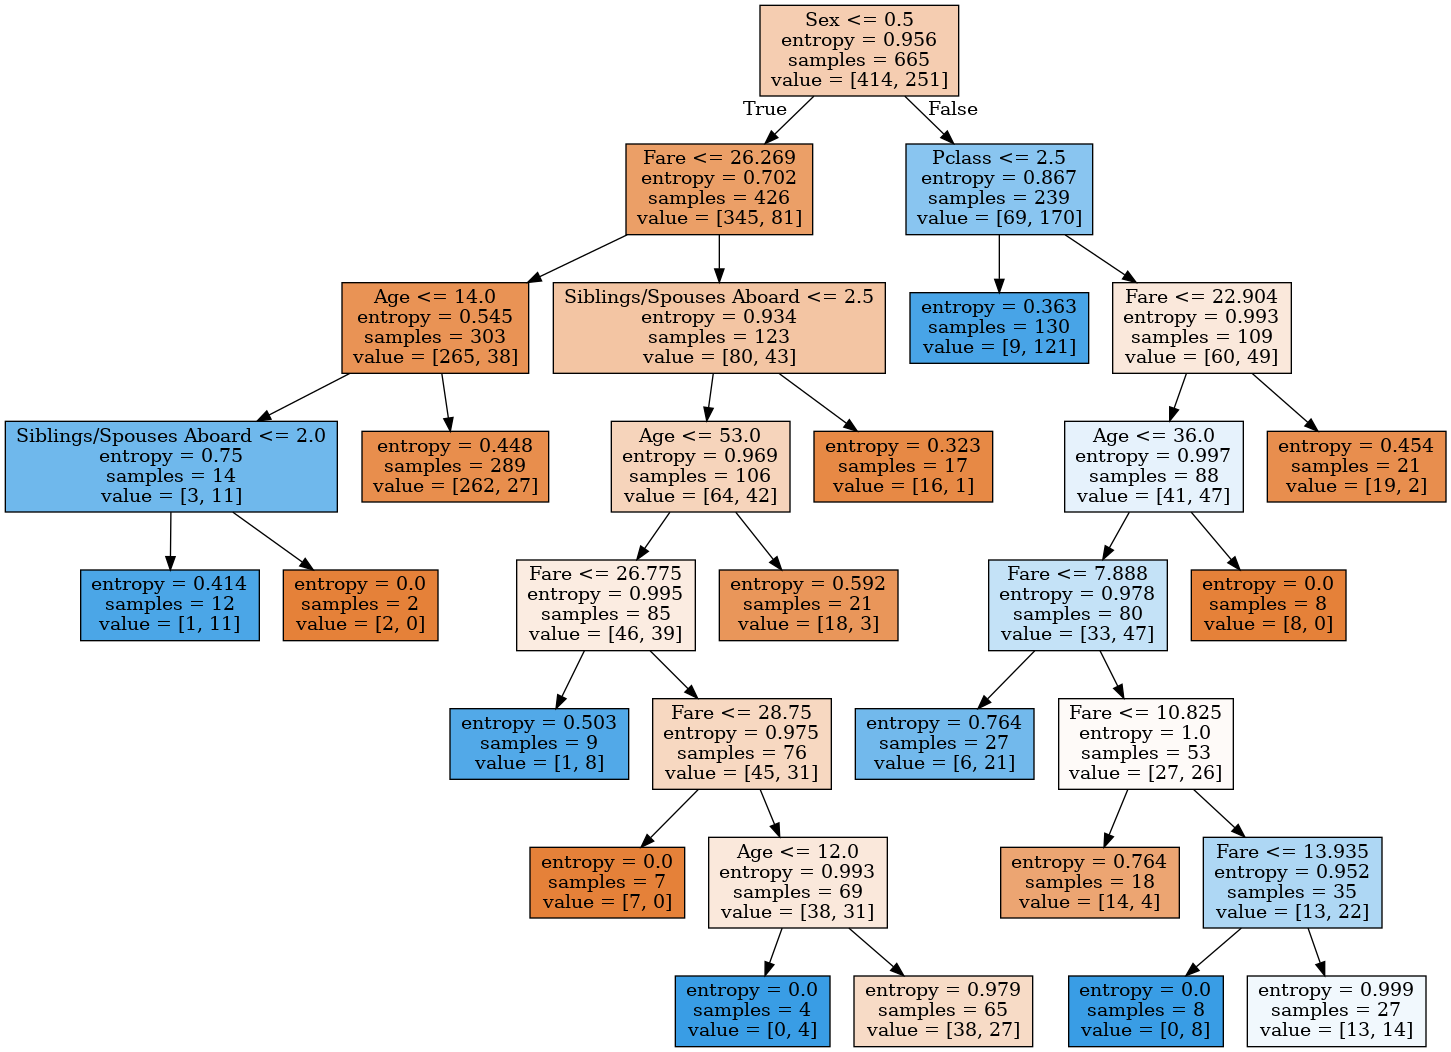 Sex <= 0.5
entropy = 0.956
samples = 665
value = [414, 251]
True
False
Fare <= 26.269
entropy = 0.702
samples = 426
value = [345, 81]
Pclass <= 2.5
entropy = 0.867
samples = 239
value = [69, 170]
Age <= 14.0
entropy = 0.545
samples = 303
value = [265, 38]
Siblings/Spouses Aboard <= 2.5
entropy = 0.934
samples = 123
value = [80, 43]
entropy = 0.363
samples = 130
value = [9, 121]
Fare <= 22.904
entropy = 0.993
samples = 109
value = [60, 49]
Siblings/Spouses Aboard <= 2.0
entropy = 0.75
samples = 14
value = [3, 11]
entropy = 0.448
samples = 289
value = [262, 27]
Age <= 53.0
entropy = 0.969
samples = 106
value = [64, 42]
entropy = 0.323
samples = 17
value = [16, 1]
Age <= 36.0
entropy = 0.997
samples = 88
value = [41, 47]
entropy = 0.454
samples = 21
value = [19, 2]
entropy = 0.414
samples = 12
value = [1, 11]
entropy = 0.0
samples = 2
value = [2, 0]
Fare <= 26.775
entropy = 0.995
samples = 85
value = [46, 39]
entropy = 0.592
samples = 21
value = [18, 3]
Fare <= 7.888
entropy = 0.978
samples = 80
value = [33, 47]
entropy = 0.0
samples = 8
value = [8, 0]
entropy = 0.503
samples = 9
value = [1, 8]
Fare <= 28.75
entropy = 0.975
samples = 76
value = [45, 31]
entropy = 0.764
samples = 27
value = [6, 21]
Fare <= 10.825
entropy = 1.0
samples = 53
value = [27, 26]
entropy = 0.0
samples = 7
value = [7, 0]
Age <= 12.0
entropy = 0.993
samples = 69
value = [38, 31]
entropy = 0.764
samples = 18
value = [14, 4]
Fare <= 13.935
entropy = 0.952
samples = 35
value = [13, 22]
entropy = 0.0
samples = 4
value = [0, 4]
entropy = 0.979
samples = 65
value = [38, 27]
entropy = 0.0
samples = 8
value = [0, 8]
entropy = 0.999
samples = 27
value = [13, 14]